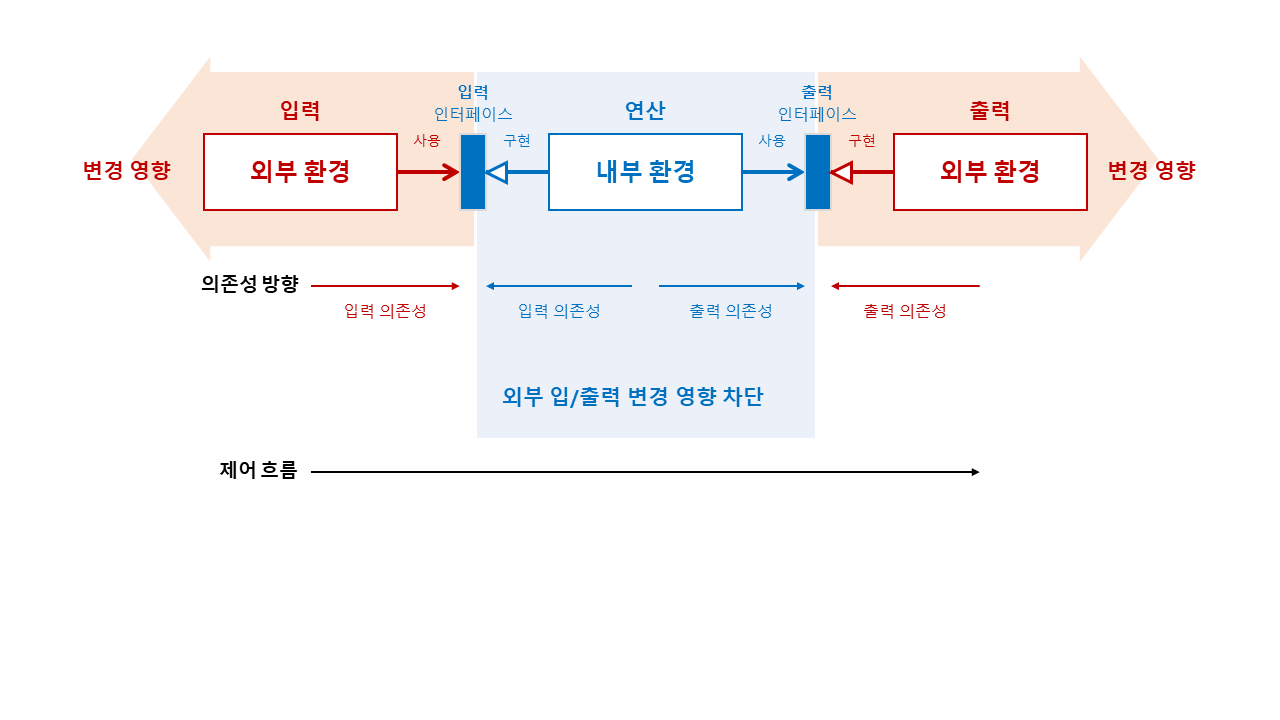 입력
인터페이스
출력
인터페이스
입력
연산
출력
사용
구현
사용
구현
변경 영향
외부 환경
내부 환경
외부 환경
변경 영향
의존성 방향
입력 의존성
입력 의존성
출력 의존성
출력 의존성
외부 입/출력 변경 영향 차단
제어 흐름